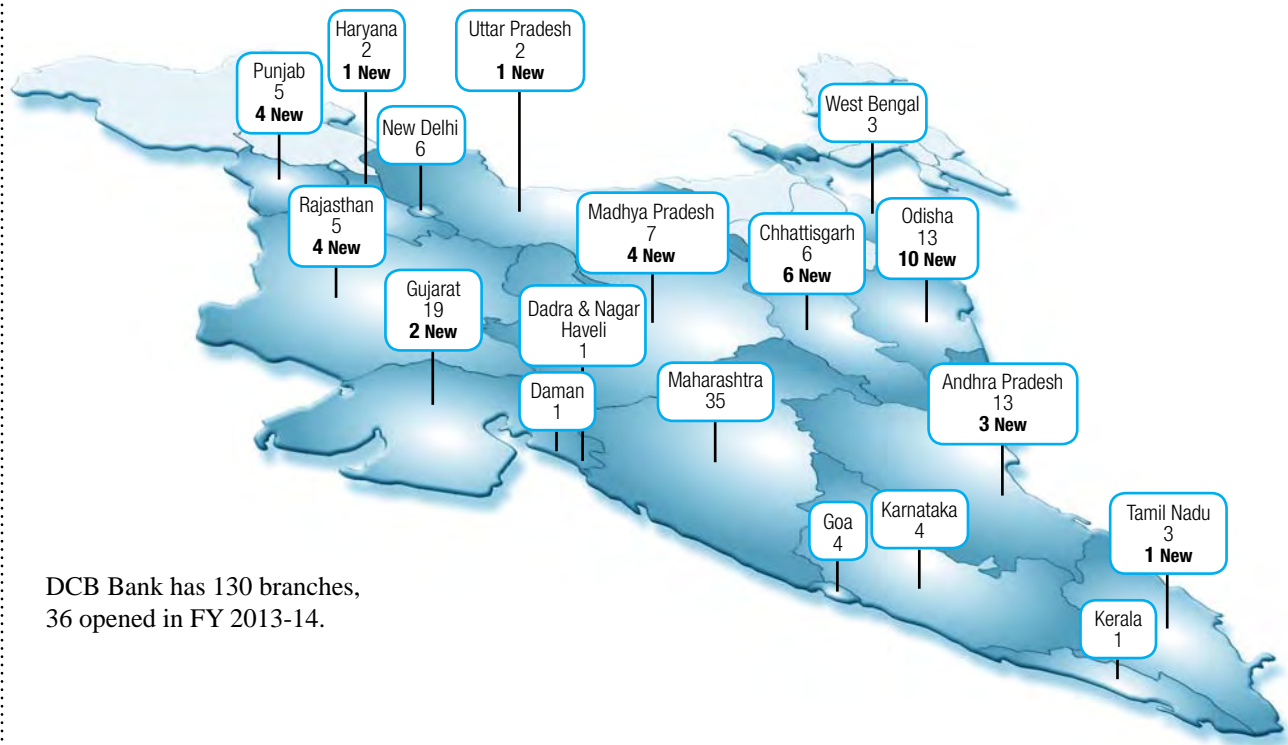 Haryana
2
1 New
Uttar Pradesh
2
1 New
Punjab
5
4 New
New Delhi
6
West Bengal
3
Rajasthan
5
4 New
Madhya Pradesh
7
4 New
Chhattisgarh
6
6 New
Odisha
13
10 New
Gujarat
19
2 New
Dadra & Nagar
Haveli
1
Daman
1
Maharashtra
35
Andhra Pradesh
13
3 New
Goa
4
Karnataka
4
Tamil Nadu
3
1 New
Kerala
1
DCB Bank has 130 branches,
36 opened in FY 2013-14.